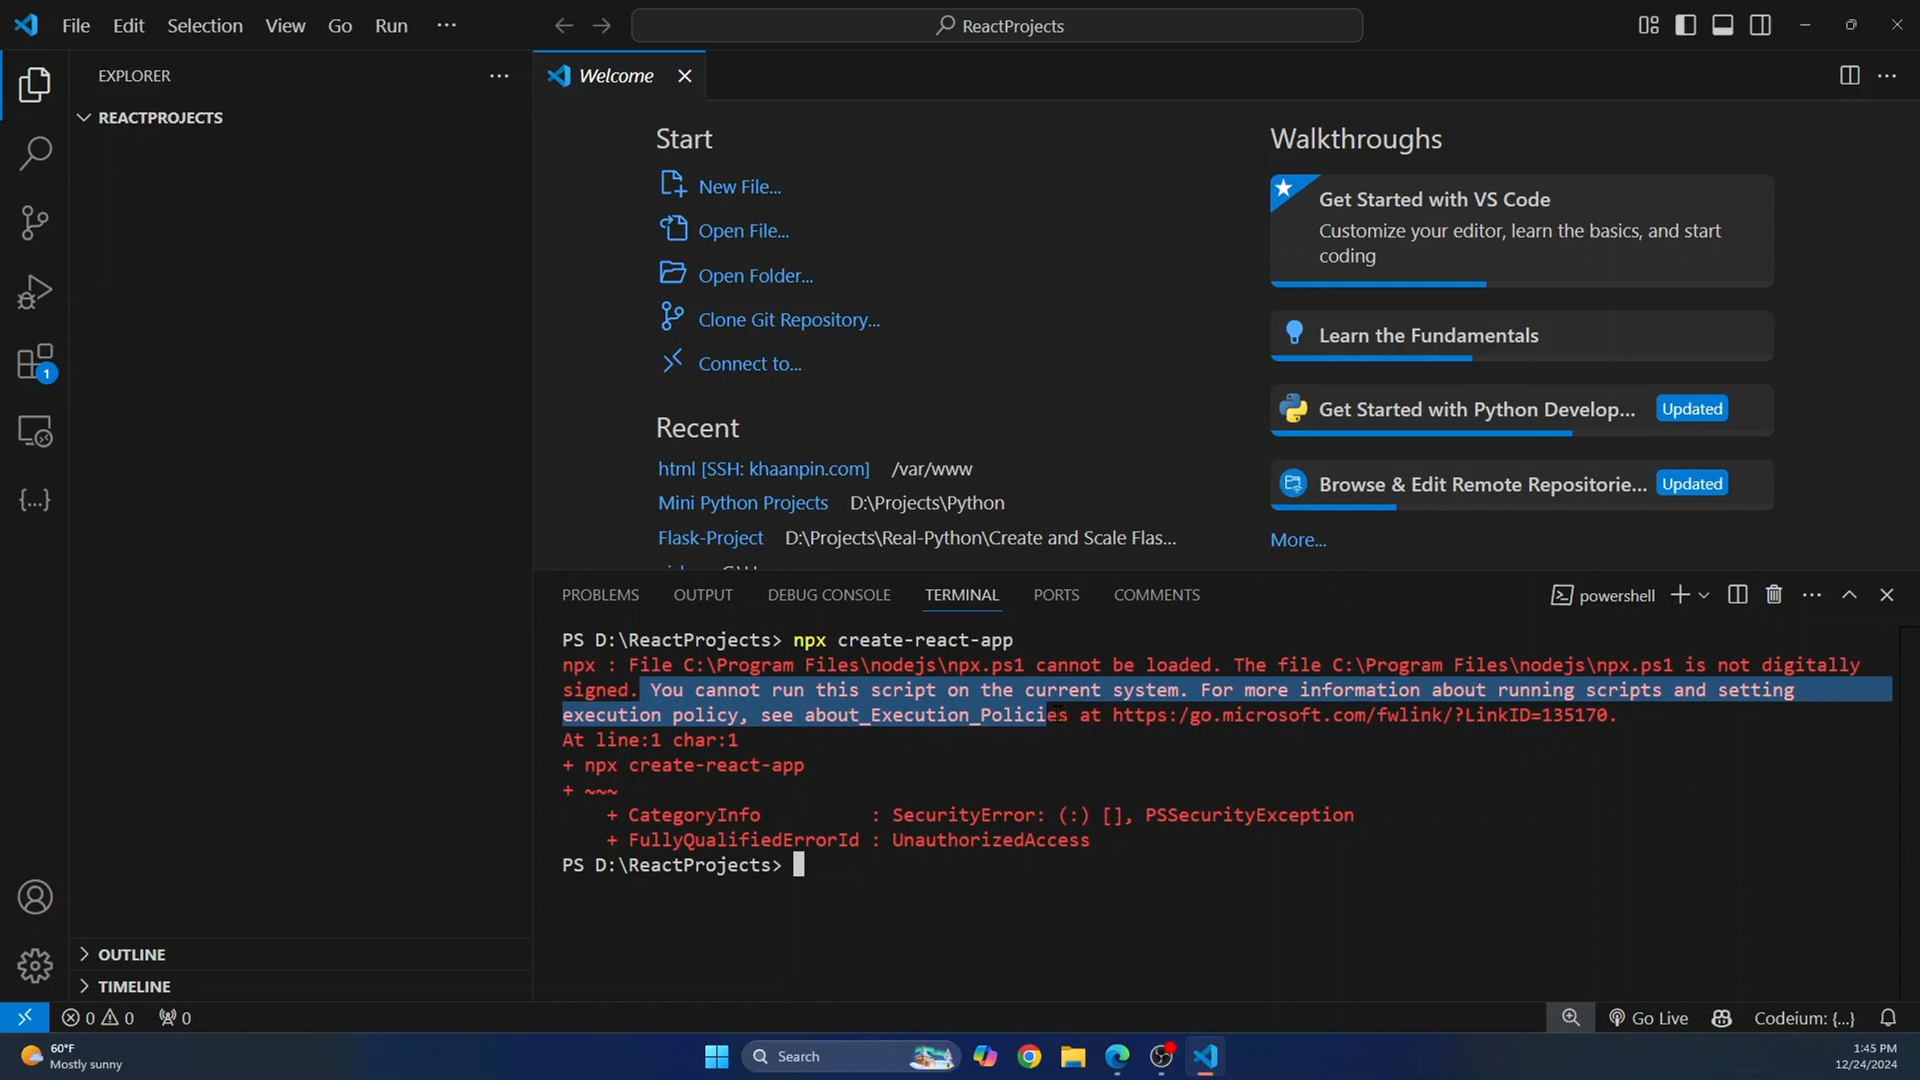 File Edit Selection View Go Run ···
ReactProjects
EXPLORER ···
REACTPROJECTS
OUTLINE
TIMELINE
Welcome
Start
New File...
Open File...
Open Folder...
Clone Git Repository...
Connect to...
Recent
html [SSH: khaanpin.com] /var/www
Mini Python Projects D:\Projects\Python
Flask-Project D:\Projects\Real-Python\Create and Scale Flas...
Walkthroughs
Get Started with VS Code
Customize your editor, learn the basics, and start
coding
Learn the Fundamentals
Get Started with Python Develop... Updated
Browse & Edit Remote Repositorie... Updated
More...
1
PROBLEMS OUTPUT DEBUG CONSOLE TERMINAL PORTS COMMENTS powershell
PS D:\ReactProjects> npx create-react-app
npx : File C:\Program Files\nodejs\npx.ps1 cannot be loaded. The file C:\Program Files\nodejs\npx.ps1 is not digitally
signed. You cannot run this script on the current system. For more information about running scripts and setting
execution policy, see about_Execution_Policies at https:/go.microsoft.com/fwlink/?LinkID=135170.
At line:1 char:1
+ npx create-react-app
+ ~~~
+ CategoryInfo : SecurityError: (:) [], PSSecurityException
+ FullyQualifiedErrorId : UnauthorizedAccess
PS D:\ReactProjects>
0 0 0 Go Live Codeium: {...}
60°F
Mostly sunny
Search
1:45 PM
12/24/2024